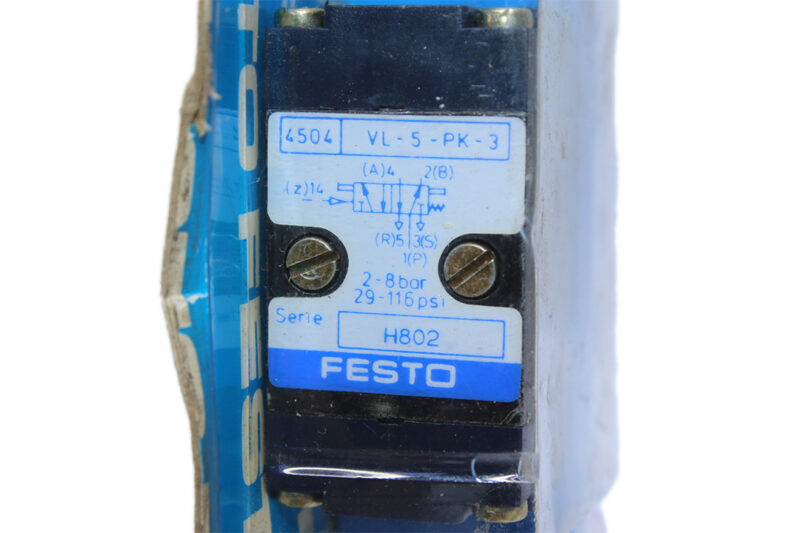 4504 VL-5-PK-3
(A)4 2(B)
(z)14
(R)5 3(S)
1(P)
2-8bar
29-116psi
Serie H802
FESTO